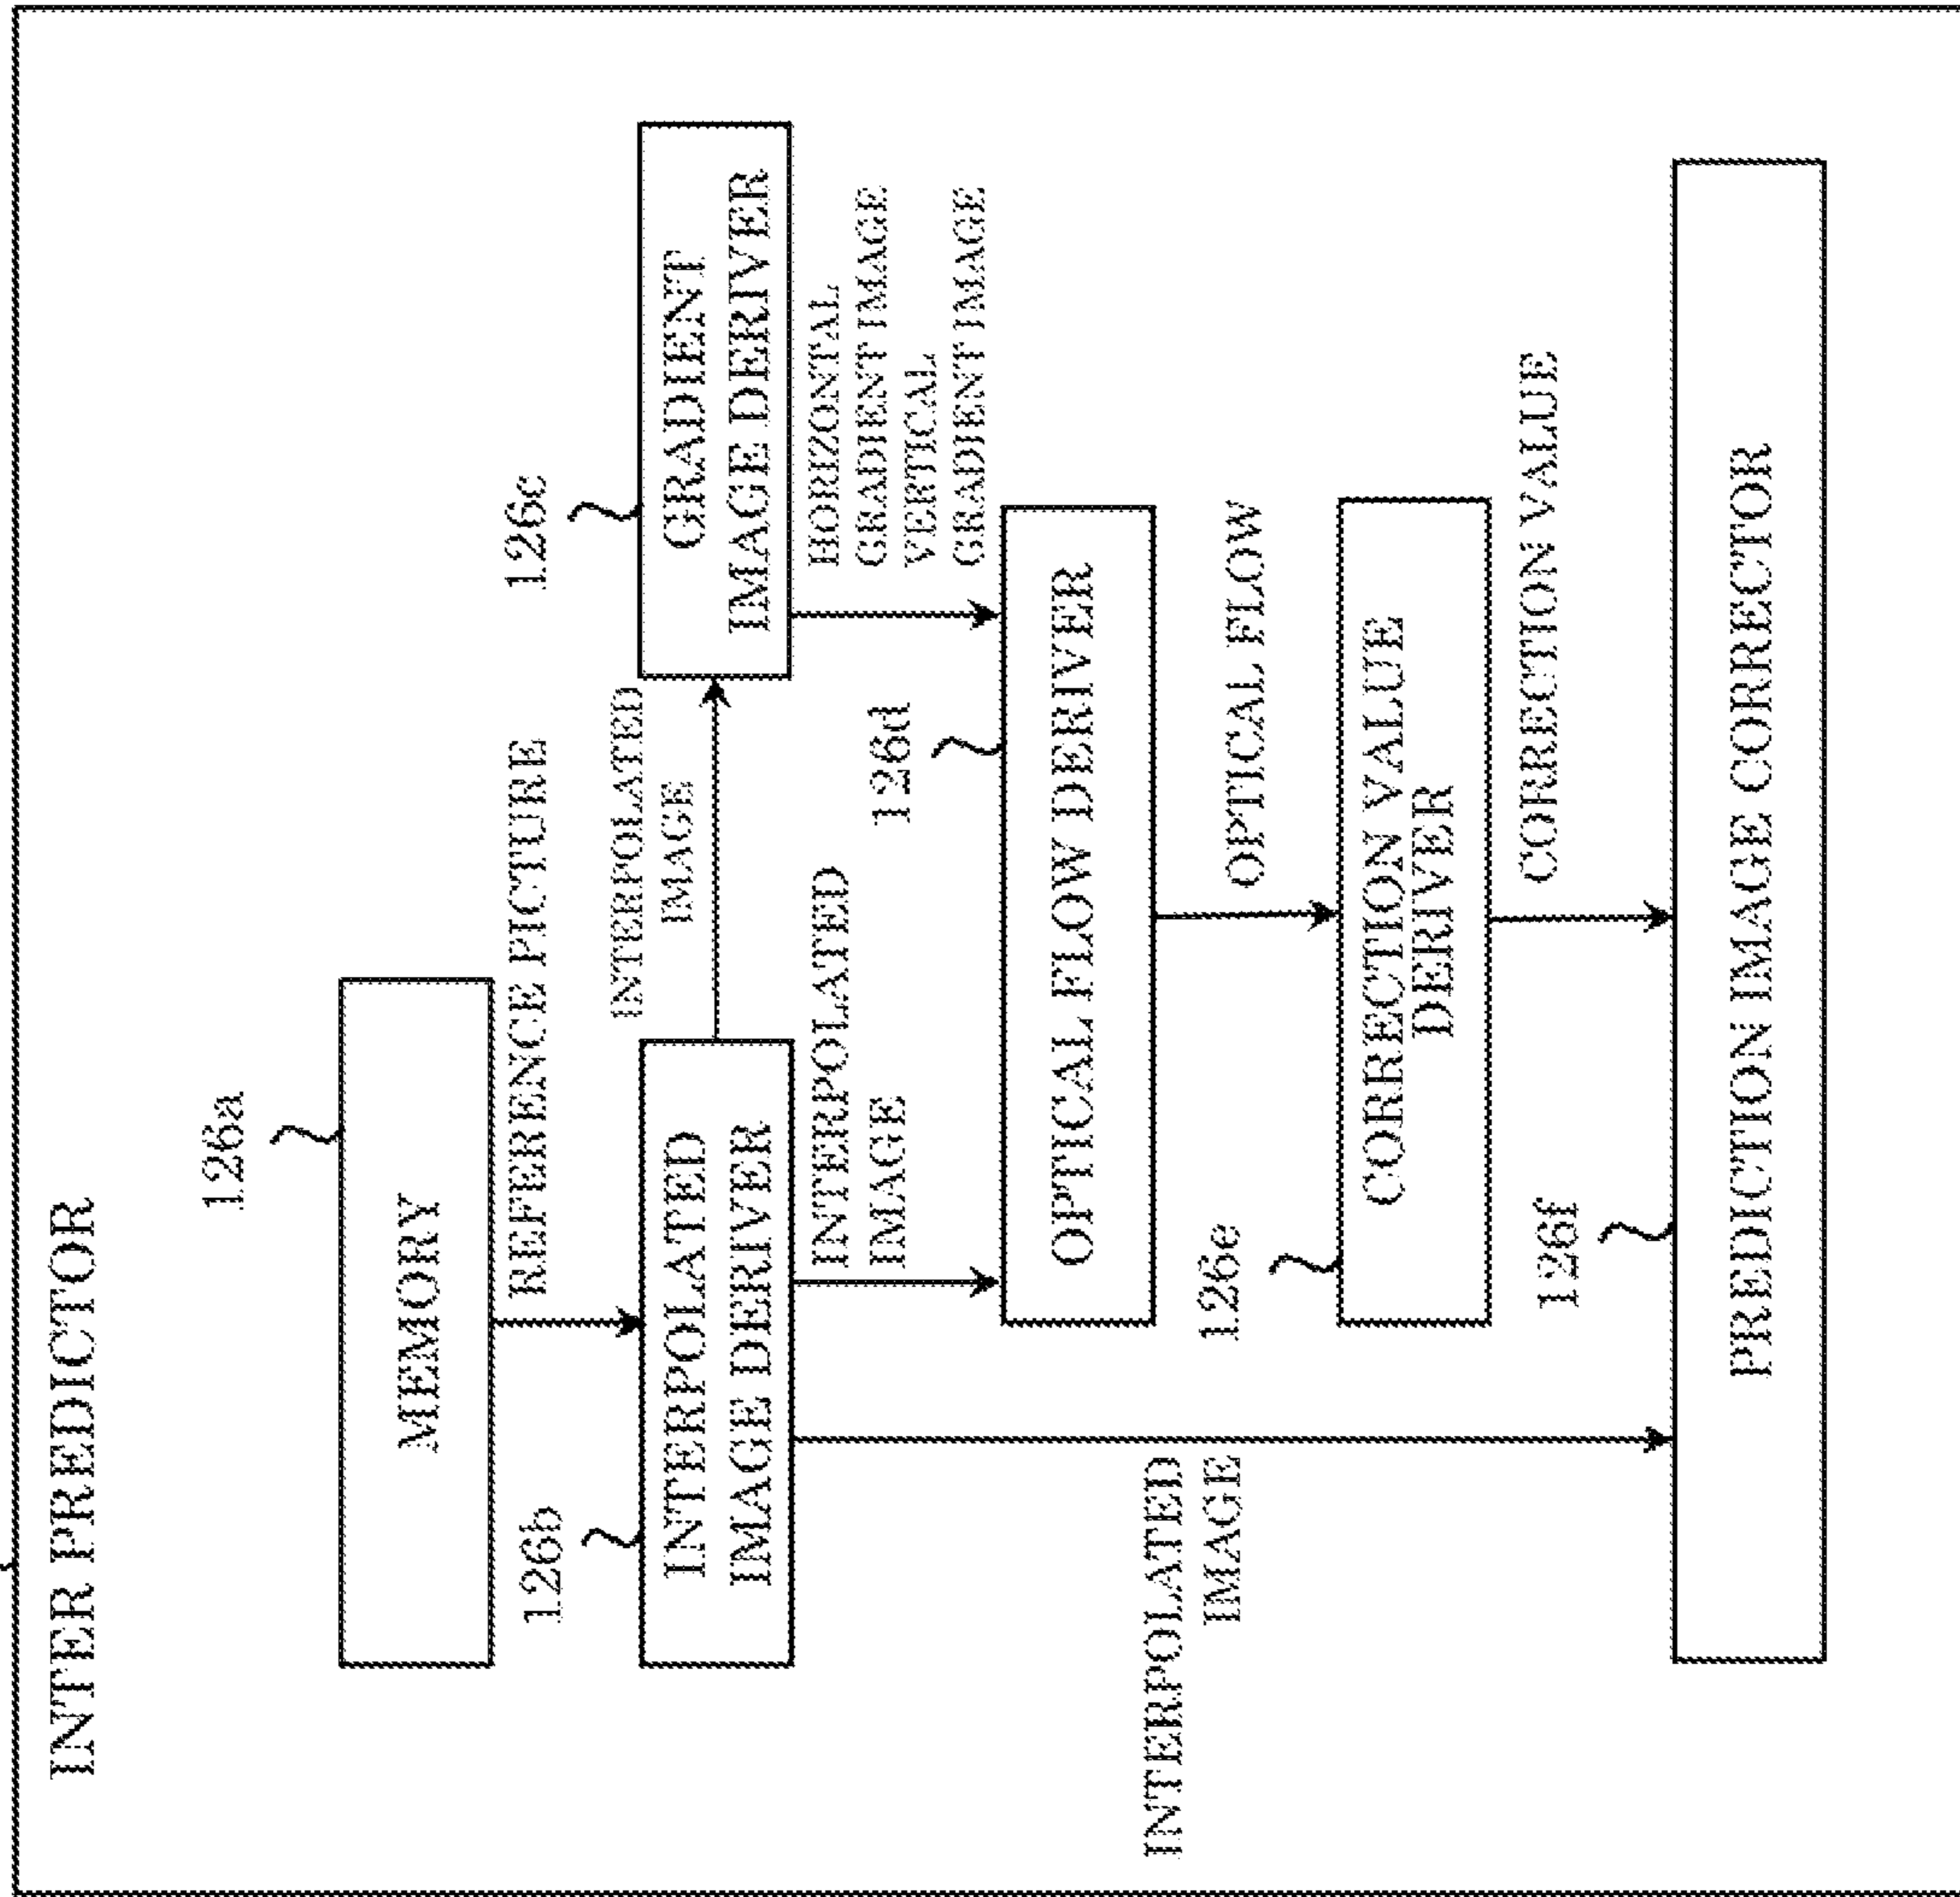 INTER PREDICTOR
126a
MEMORY
REFERENCE PICTURE
126b
INTERPOLATED
IMAGE DERIVER
INTERPOLATED
IMAGE
126c
GRADIENT
IMAGE DERIVER
INTERPOLATED
IMAGE
HORIZONTAL
GRADIENT IMAGE
VERTICAL
GRADIENT IMAGE
126d
OPTICAL FLOW DERIVER
INTERPOLATED
IMAGE
OPTICAL FLOW
126e
CORRECTION VALUE
DERIVER
CORRECTION VALUE
126f
PREDICTION IMAGE CORRECTOR